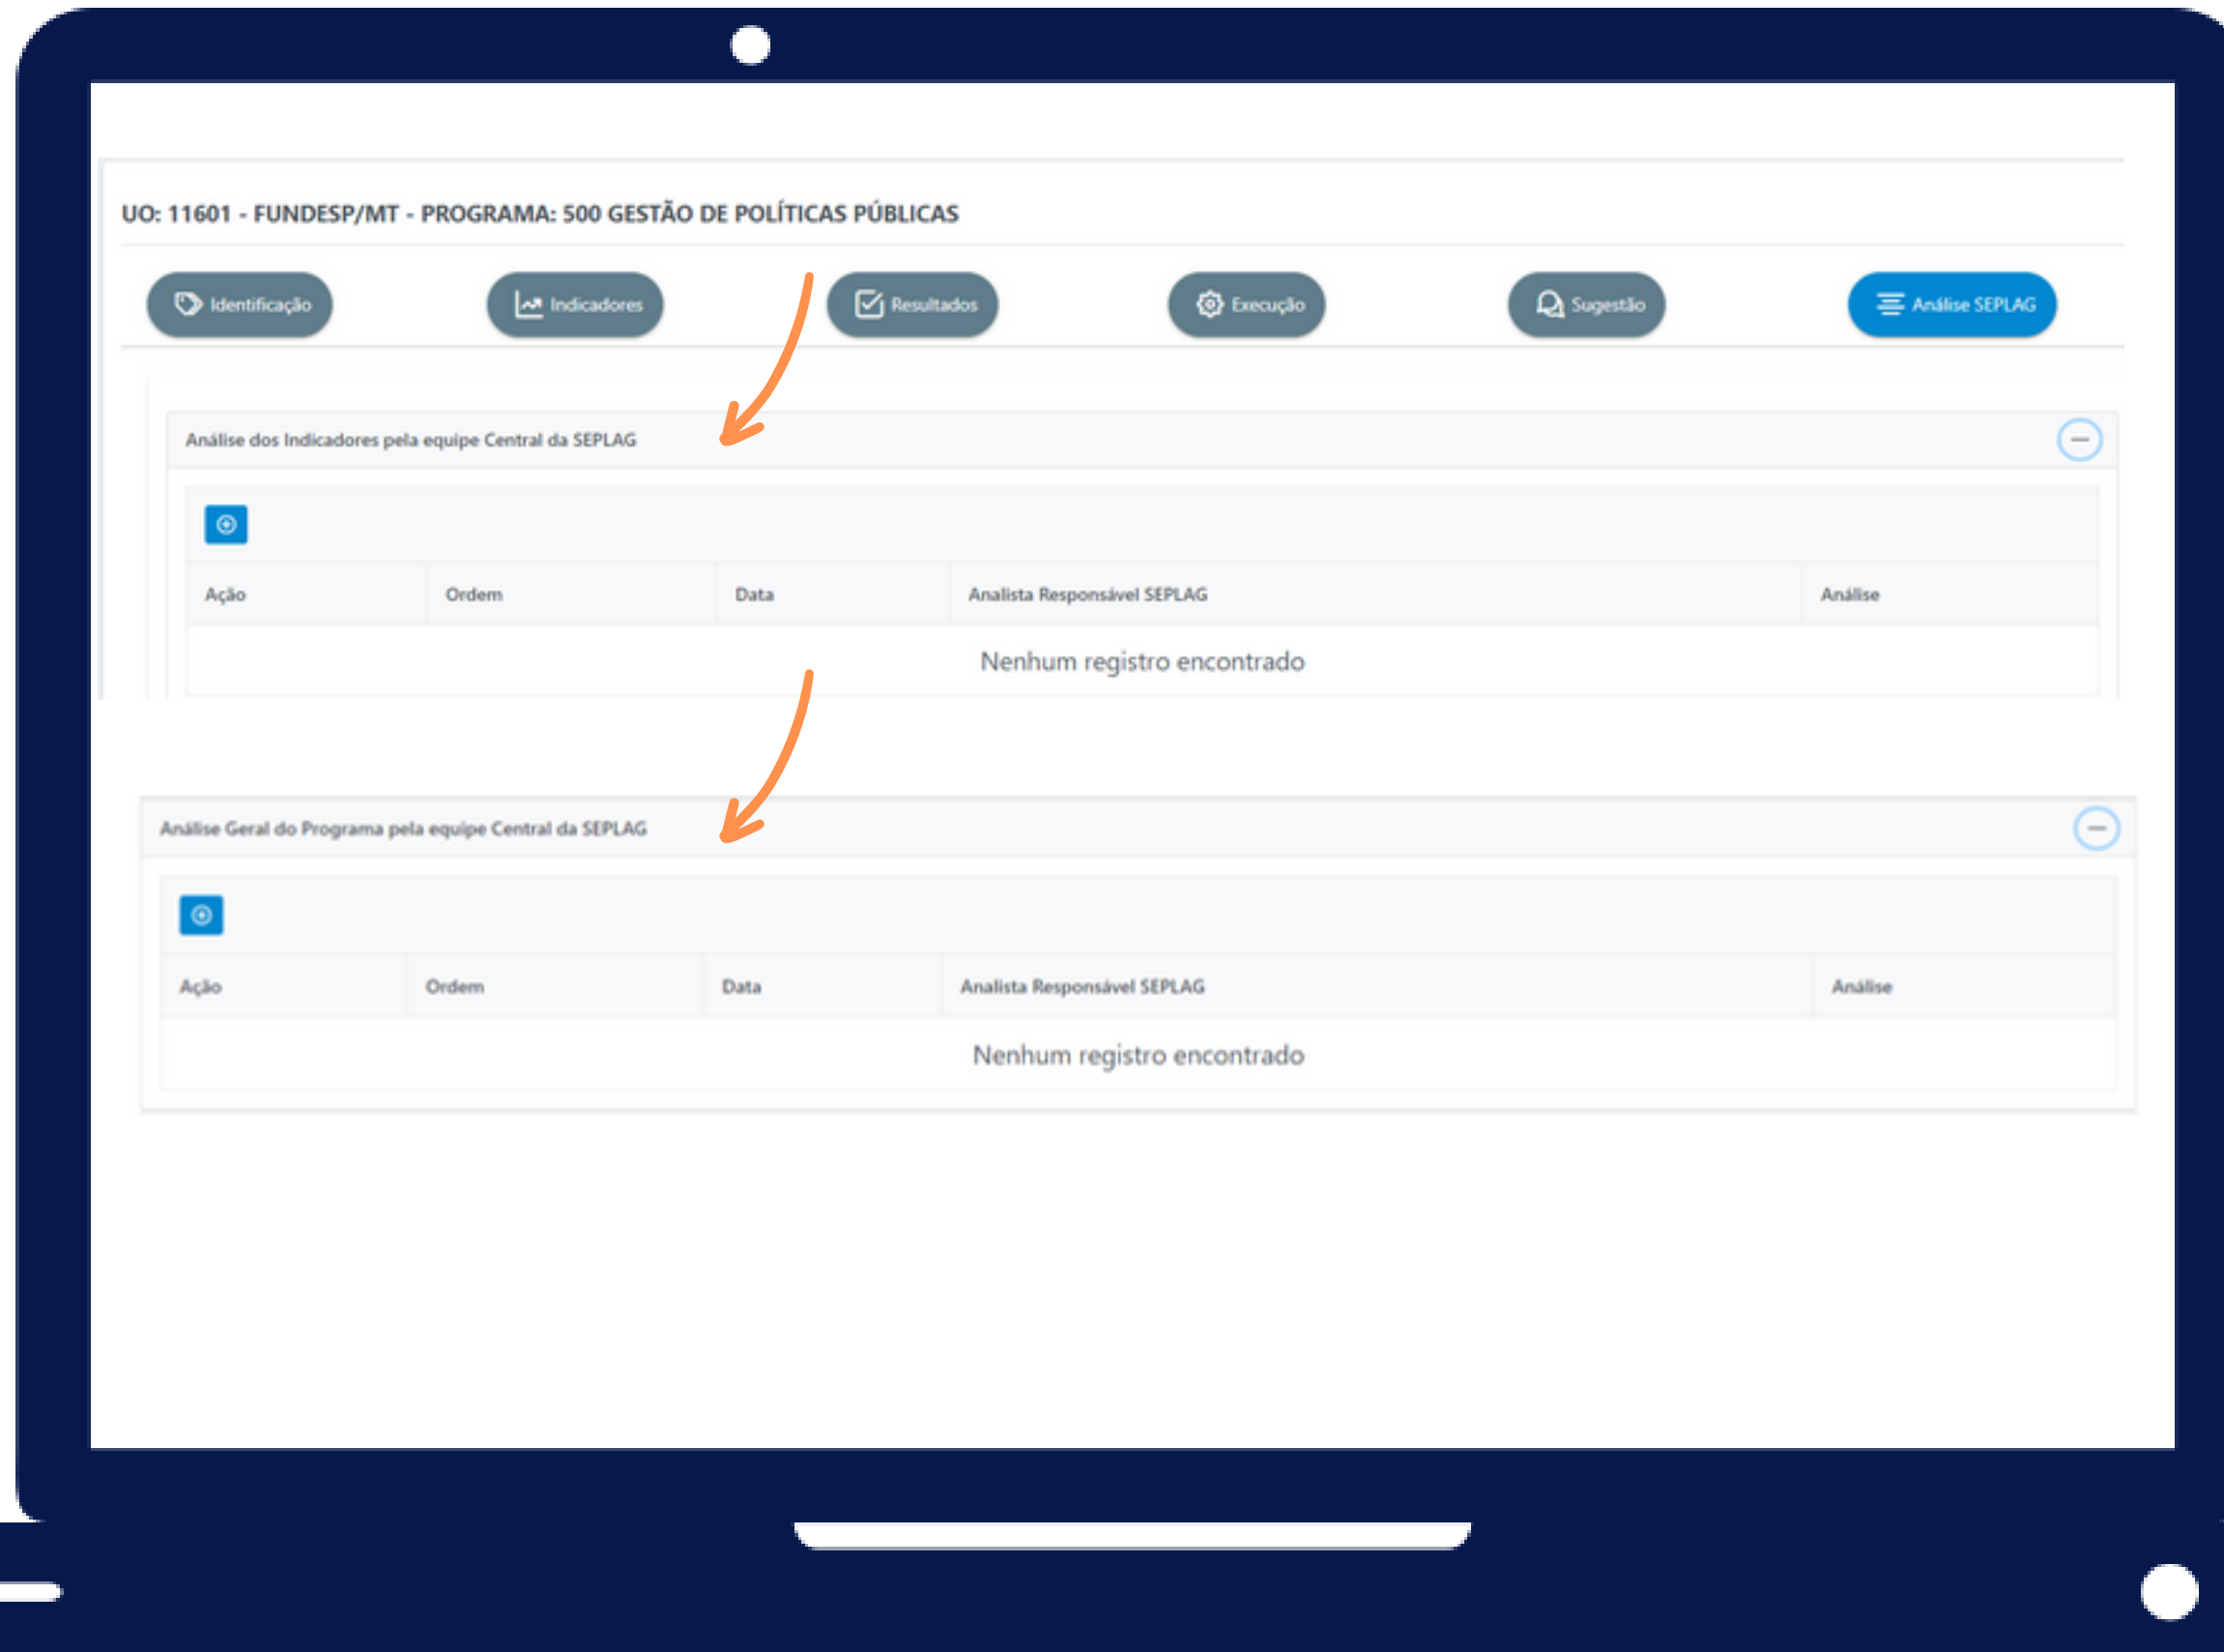 UO: 11601 - FUNDESP/MT - PROGRAMA: 500 GESTÃO DE POLÍTICAS PÚBLICAS
Identificação Indicadores Resultados Execução Sugestão Análise SEPLAG
Análise dos Indicadores pela equipe Central da SEPLAG
Ação Ordem Data Analista Responsável SEPLAG Análise
Nenhum registro encontrado
Análise Geral do Programa pela equipe Central da SEPLAG
Ação Ordem Data Analista Responsável SEPLAG Análise
Nenhum registro encontrado